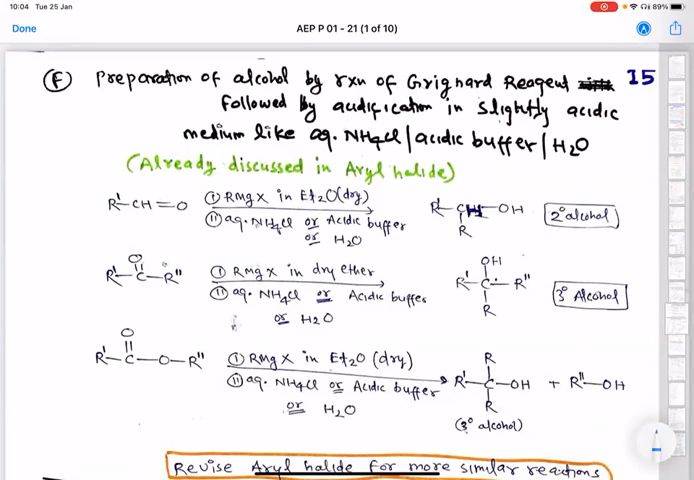 10:04 Tue 25 Jan
89%
Done
AEP P 01 - 21 (1 of 10)
(F) Preparation of alcohol by rxn of Grignard Reagent 15
followed by acidification in slightly acidic
medium like aq. NH4Cl / acidic buffer / H2O
(Already discussed in Aryl halide)
R'-CH=O (I) RMgX in Et2O (dry) R'-CH-OH 2° alcohol
(II) aq. NH4Cl or Acidic buffer R
or H2O
O OH
R'-C-R'' (I) RMgX in dry ether R'-C-R'' 3° Alcohol
(II) aq. NH4Cl or Acidic buffer R
or H2O
O R
R'-C-O-R'' (I) RMgX in Et2O (dry) R'-C-OH + R''-OH
(II) aq. NH4Cl or Acidic buffer R
or H2O (3° alcohol)
Revise Aryl halide for more similar reactions